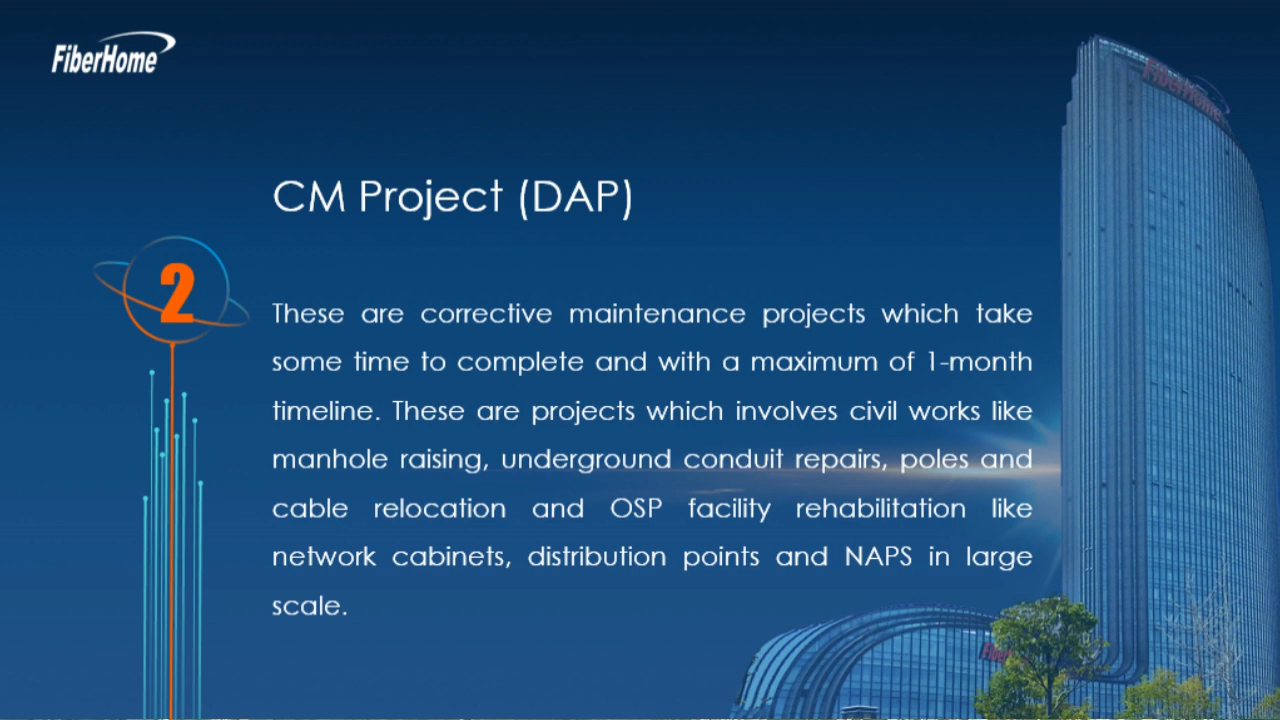 FiberHome
FiberHome
CM Project (DAP)
2
These are corrective maintenance projects which take
some time to complete and with a maximum of 1-month
timeline. These are projects which involves civil works like
manhole raising, underground conduit repairs, poles and
cable relocation and OSP facility rehabilitation like
network cabinets, distribution points and NAPS in large
scale.